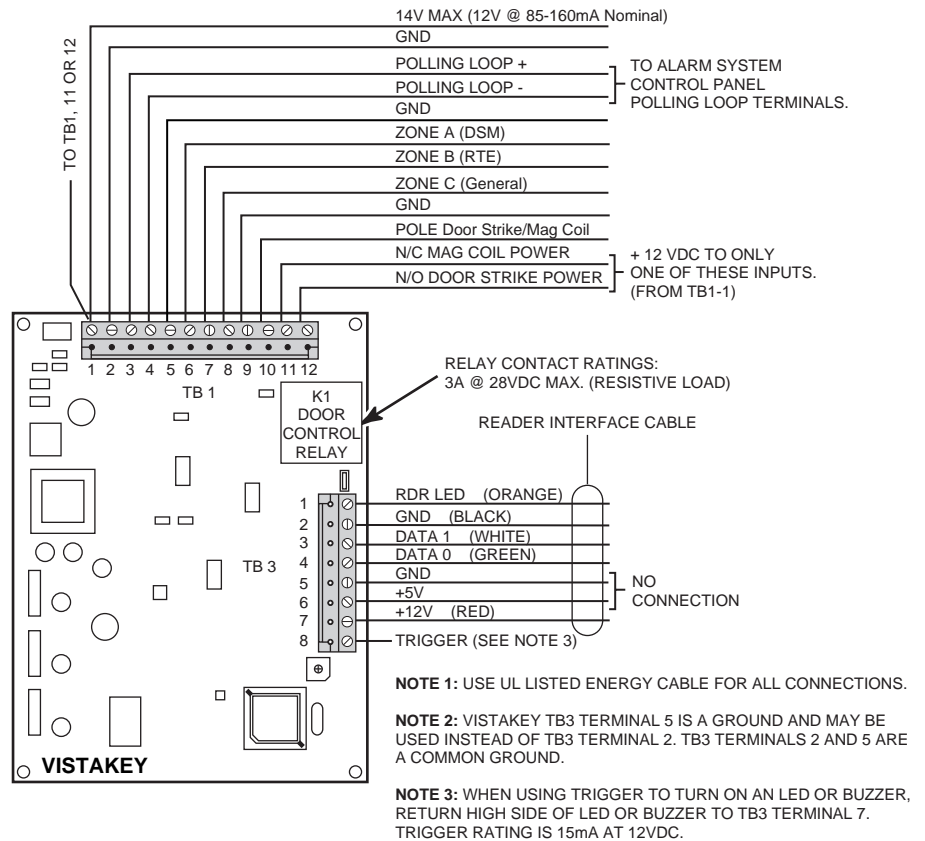 14V MAX (12V @ 85-160mA Nominal)
GND
POLLING LOOP +
POLLING LOOP -
TO ALARM SYSTEM
CONTROL PANEL
POLLING LOOP TERMINALS.
GND
ZONE A (DSM)
ZONE B (RTE)
ZONE C (General)
GND
POLE Door Strike/Mag Coil
N/C MAG COIL POWER
N/O DOOR STRIKE POWER
+ 12 VDC TO ONLY
ONE OF THESE INPUTS.
(FROM TB1-1)
TO TB1, 11 OR 12
1 2 3 4 5 6 7 8 9 10 11 12
TB 1
K1
DOOR
CONTROL
RELAY
RELAY CONTACT RATINGS:
3A @ 28VDC MAX. (RESISTIVE LOAD)
READER INTERFACE CABLE
TB 3
1 RDR LED (ORANGE)
2 GND (BLACK)
3 DATA 1 (WHITE)
4 DATA 0 (GREEN)
5 GND
6 +5V
7 +12V (RED)
8 TRIGGER (SEE NOTE 3)
NO
CONNECTION
VISTAKEY
NOTE 1: USE UL LISTED ENERGY CABLE FOR ALL CONNECTIONS.
NOTE 2: VISTAKEY TB3 TERMINAL 5 IS A GROUND AND MAY BE
USED INSTEAD OF TB3 TERMINAL 2. TB3 TERMINALS 2 AND 5 ARE
A COMMON GROUND.
NOTE 3: WHEN USING TRIGGER TO TURN ON AN LED OR BUZZER,
RETURN HIGH SIDE OF LED OR BUZZER TO TB3 TERMINAL 7.
TRIGGER RATING IS 15mA AT 12VDC.